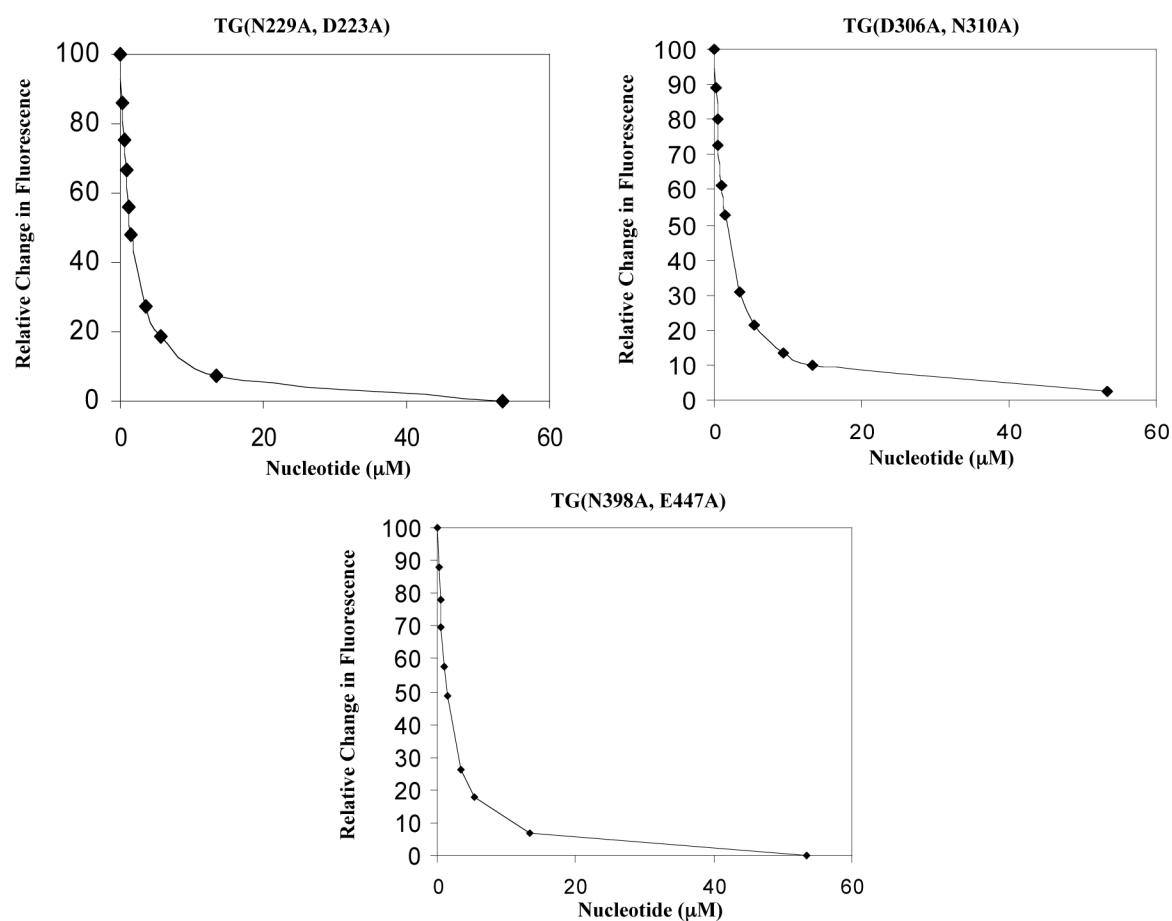 TG(N229A, D223A)
Relative Change in Fluorescence
100
80
60
40
20
0
0 20 40 60
Nucleotide (μM)
TG(D306A, N310A)
Relative Change in Fluorescence
100
90
80
70
60
50
40
30
20
10
0
0 20 40 60
Nucleotide (μM)
TG(N398A, E447A)
Relative Change in Fluorescence
100
90
80
70
60
50
40
30
20
10
0
0 20 40 60
Nucleotide (μM)